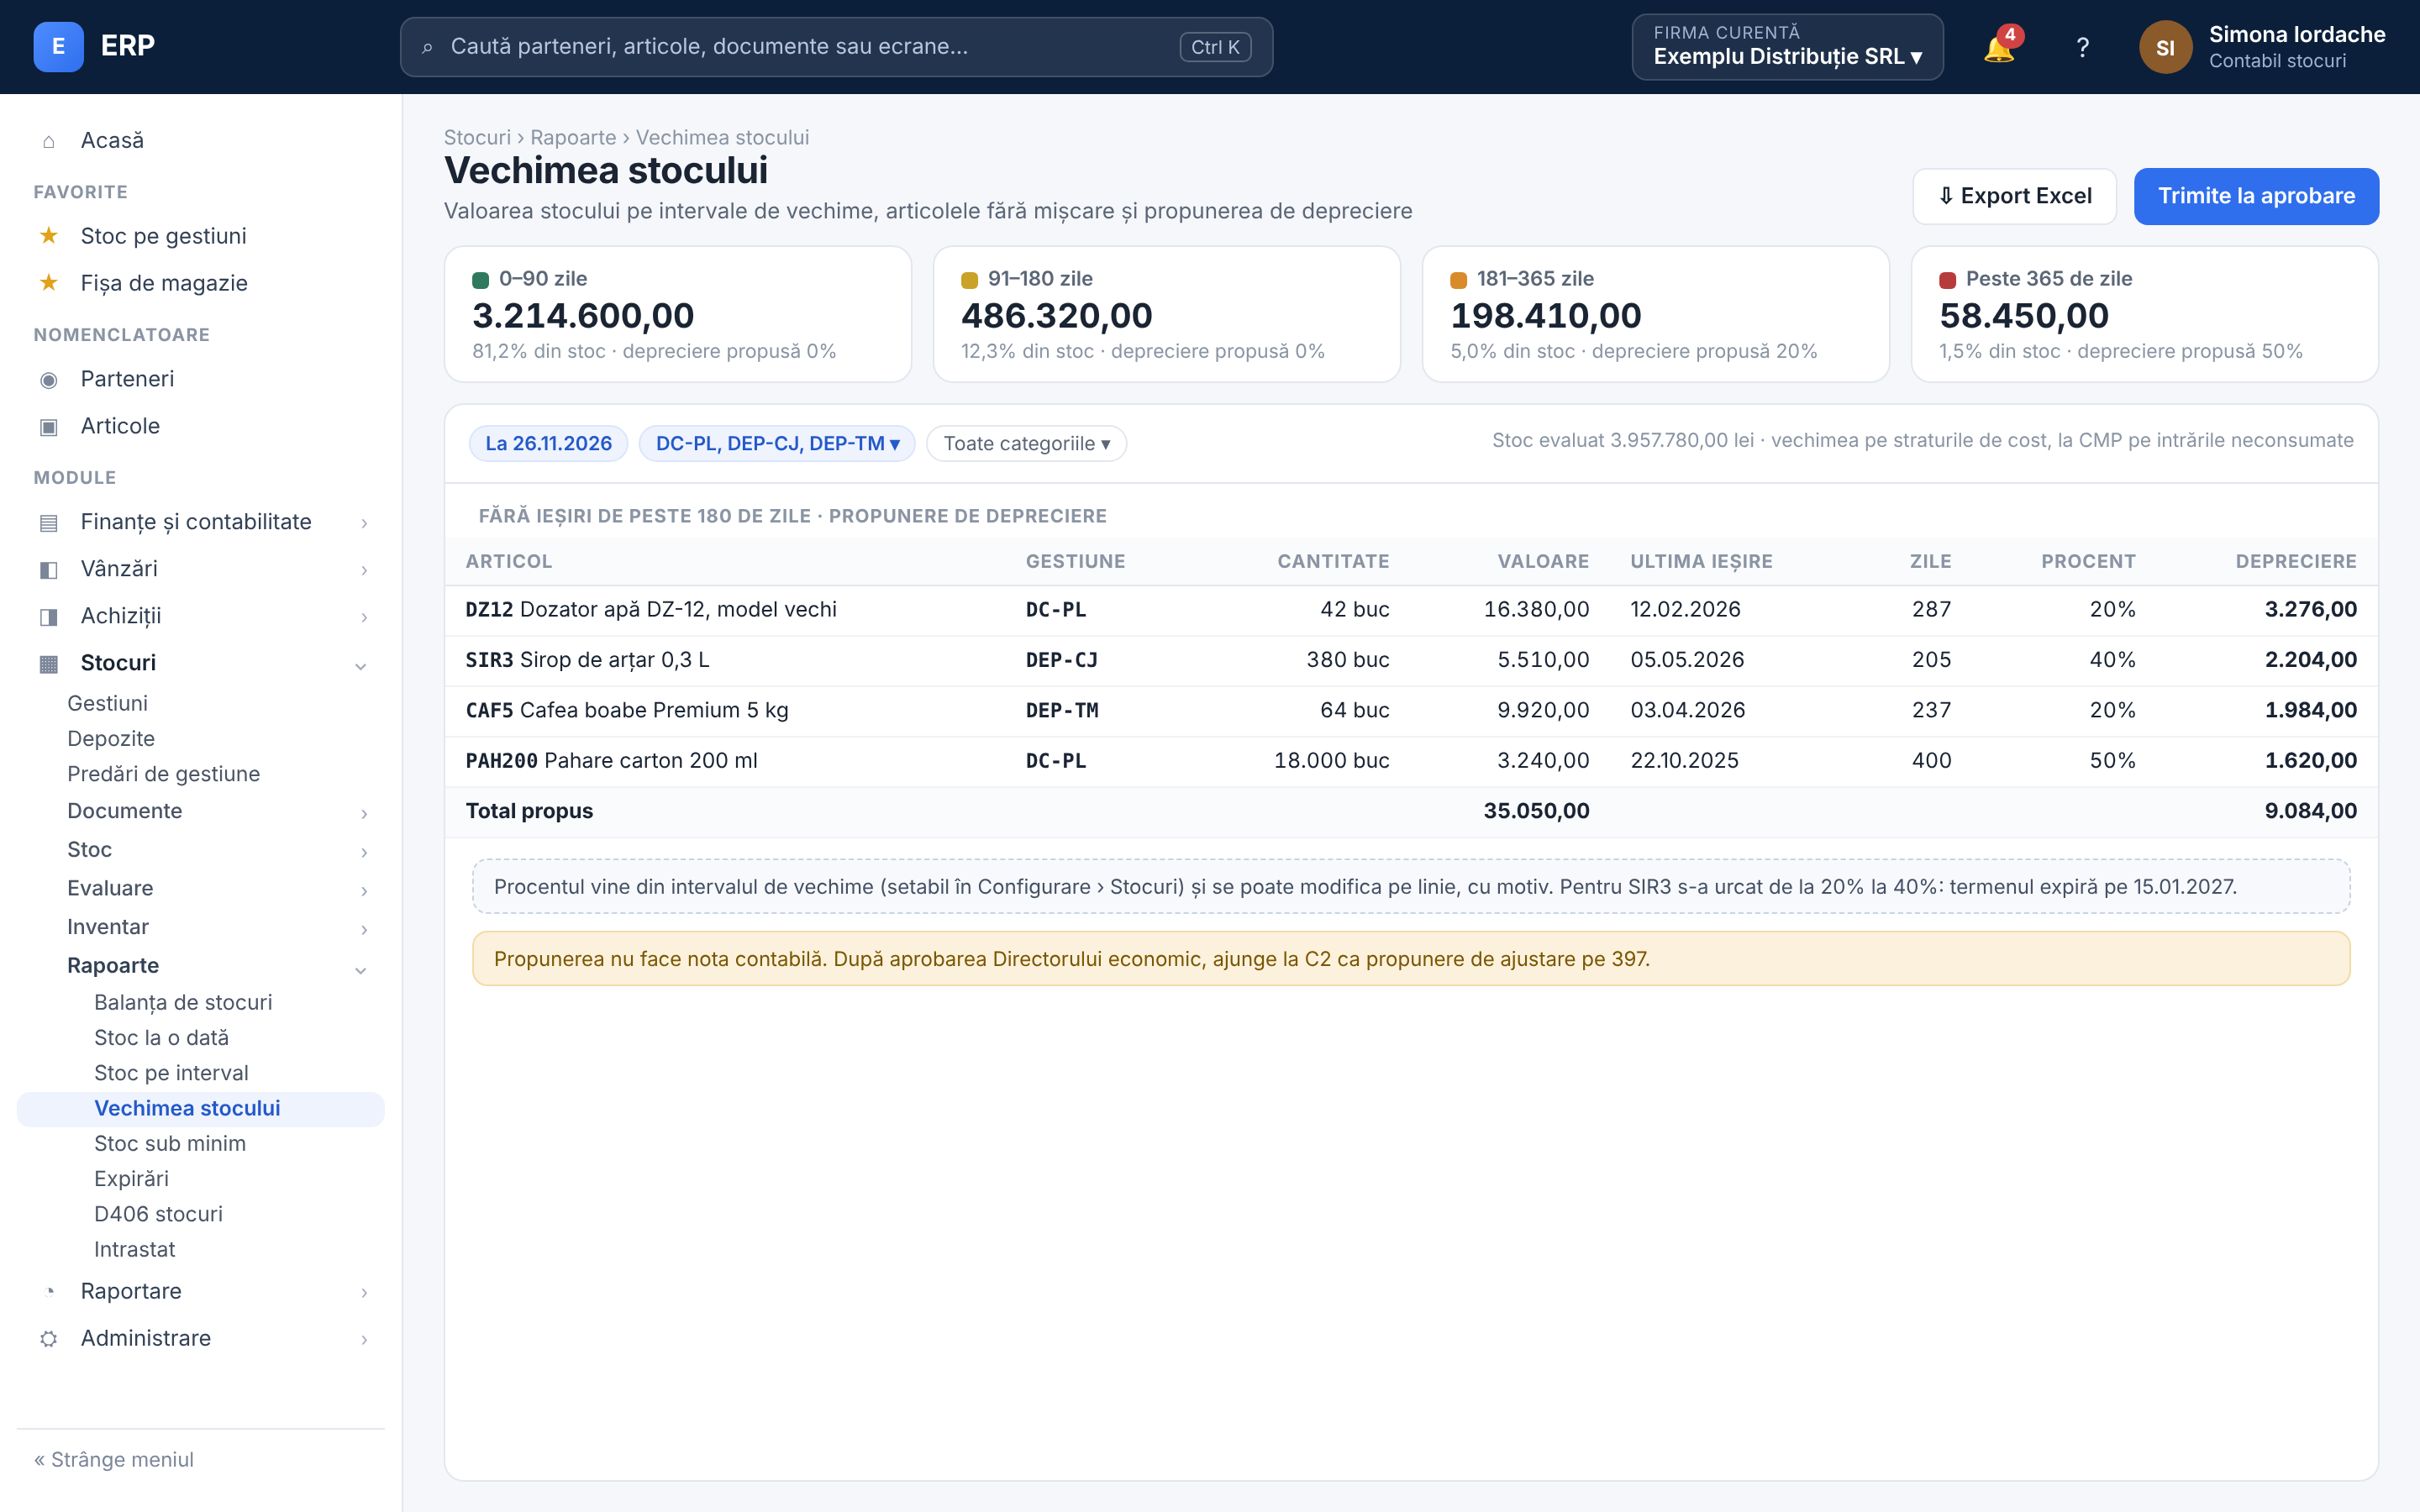 E ERP
Caută parteneri, articole, documente sau ecrane... Ctrl K
FIRMA CURENTĂ
Exemplu Distribuție SRL ▾
4
?
SI
Simona Iordache
Contabil stocuri
Acasă
FAVORITE
★ Stoc pe gestiuni
★ Fișa de magazie
NOMENCLATOARE
Parteneri
Articole
MODULE
Finanțe și contabilitate ›
Vânzări ›
Achiziții ›
Stocuri
Gestiuni
Depozite
Predări de gestiune
Documente ›
Stoc ›
Evaluare ›
Inventar ›
Rapoarte
Balanța de stocuri
Stoc la o dată
Stoc pe interval
Vechimea stocului
Stoc sub minim
Expirări
D406 stocuri
Intrastat
Raportare ›
Administrare ›
« Strânge meniul
Stocuri › Rapoarte › Vechimea stocului
Vechimea stocului
Valoarea stocului pe intervale de vechime, articolele fără mișcare și propunerea de depreciere
⇩ Export Excel
Trimite la aprobare
0–90 zile
3.214.600,00
81,2% din stoc · depreciere propusă 0%
91–180 zile
486.320,00
12,3% din stoc · depreciere propusă 0%
181–365 zile
198.410,00
5,0% din stoc · depreciere propusă 20%
Peste 365 de zile
58.450,00
1,5% din stoc · depreciere propusă 50%
La 26.11.2026 DC-PL, DEP-CJ, DEP-TM ▾ Toate categoriile ▾
Stoc evaluat 3.957.780,00 lei · vechimea pe straturile de cost, la CMP pe intrările neconsumate
FĂRĂ IEȘIRI DE PESTE 180 DE ZILE · PROPUNERE DE DEPRECIERE
ARTICOL GESTIUNE CANTITATE VALOARE ULTIMA IEȘIRE ZILE PROCENT DEPRECIERE
DZ12 Dozator apă DZ-12, model vechi DC-PL 42 buc 16.380,00 12.02.2026 287 20% 3.276,00
SIR3 Sirop de arțar 0,3 L DEP-CJ 380 buc 5.510,00 05.05.2026 205 40% 2.204,00
CAF5 Cafea boabe Premium 5 kg DEP-TM 64 buc 9.920,00 03.04.2026 237 20% 1.984,00
PAH200 Pahare carton 200 ml DC-PL 18.000 buc 3.240,00 22.10.2025 400 50% 1.620,00
Total propus 35.050,00 9.084,00
Procentul vine din intervalul de vechime (setabil în Configurare › Stocuri) și se poate modifica pe linie, cu motiv. Pentru SIR3 s-a urcat de la 20% la 40%: termenul expiră pe 15.01.2027.
Propunerea nu face nota contabilă. După aprobarea Directorului economic, ajunge la C2 ca propunere de ajustare pe 397.